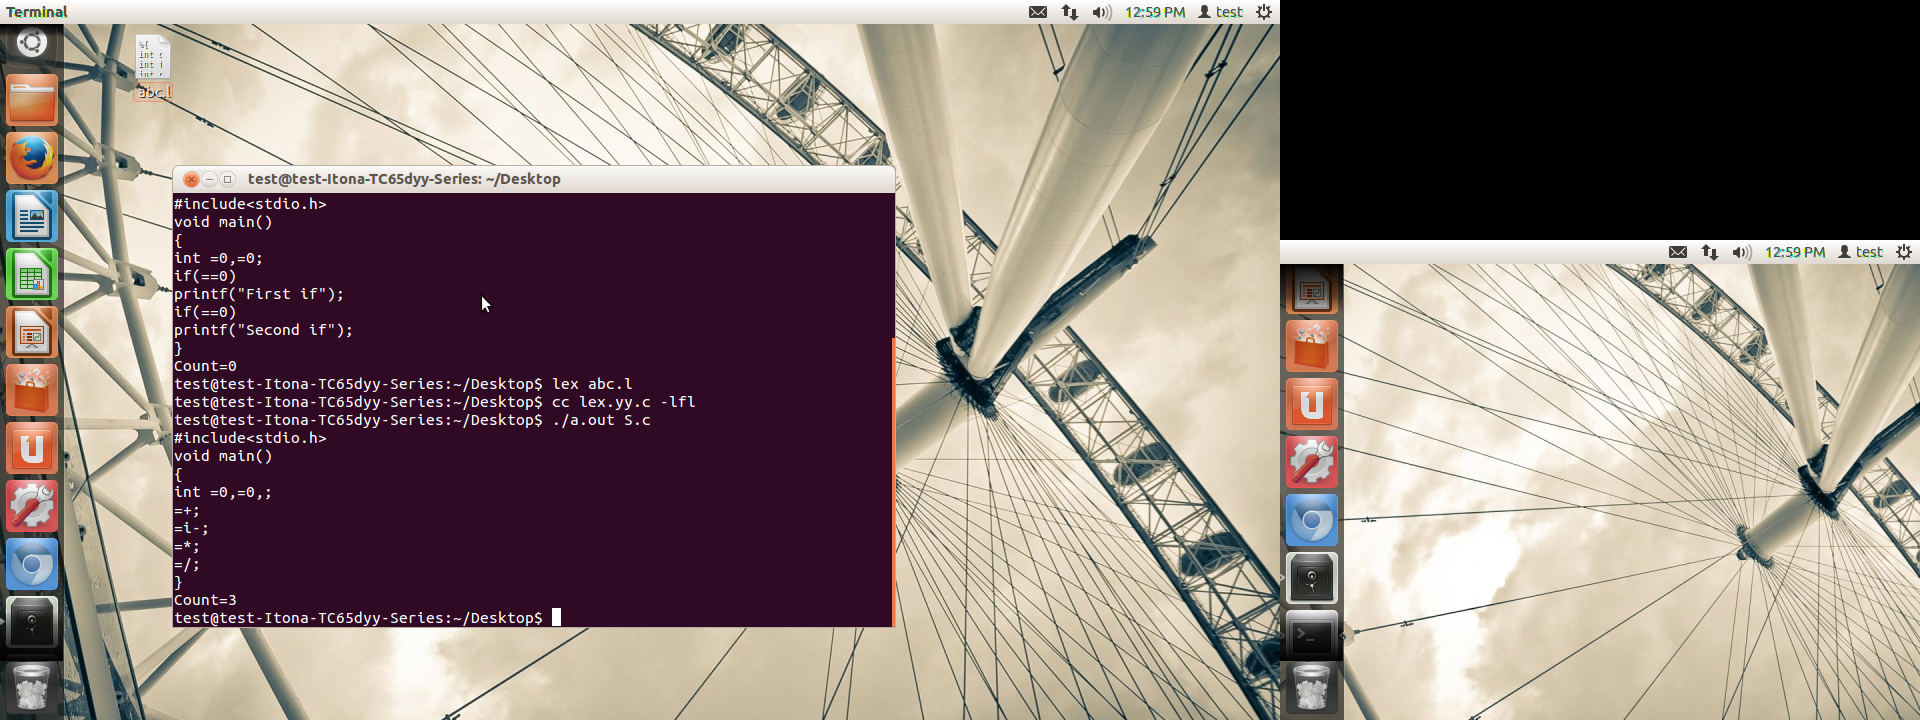 Terminal
12:59 PM
test
%{
int c
int i
abc.l
test@test-Itona-TC65dyy-Series: ~/Desktop
#include<stdio.h>
void main()
{
int =0,=0;
if(==0)
printf("First if");
if(==0)
printf("Second if");
}
Count=0
test@test-Itona-TC65dyy-Series:~/Desktop$ lex abc.l
test@test-Itona-TC65dyy-Series:~/Desktop$ cc lex.yy.c -lfl
test@test-Itona-TC65dyy-Series:~/Desktop$ ./a.out S.c
#include<stdio.h>
void main()
{
int =0,=0,;
=+;
=i-;
=*;
=/;
}
Count=3
test@test-Itona-TC65dyy-Series:~/Desktop$
12:59 PM
test